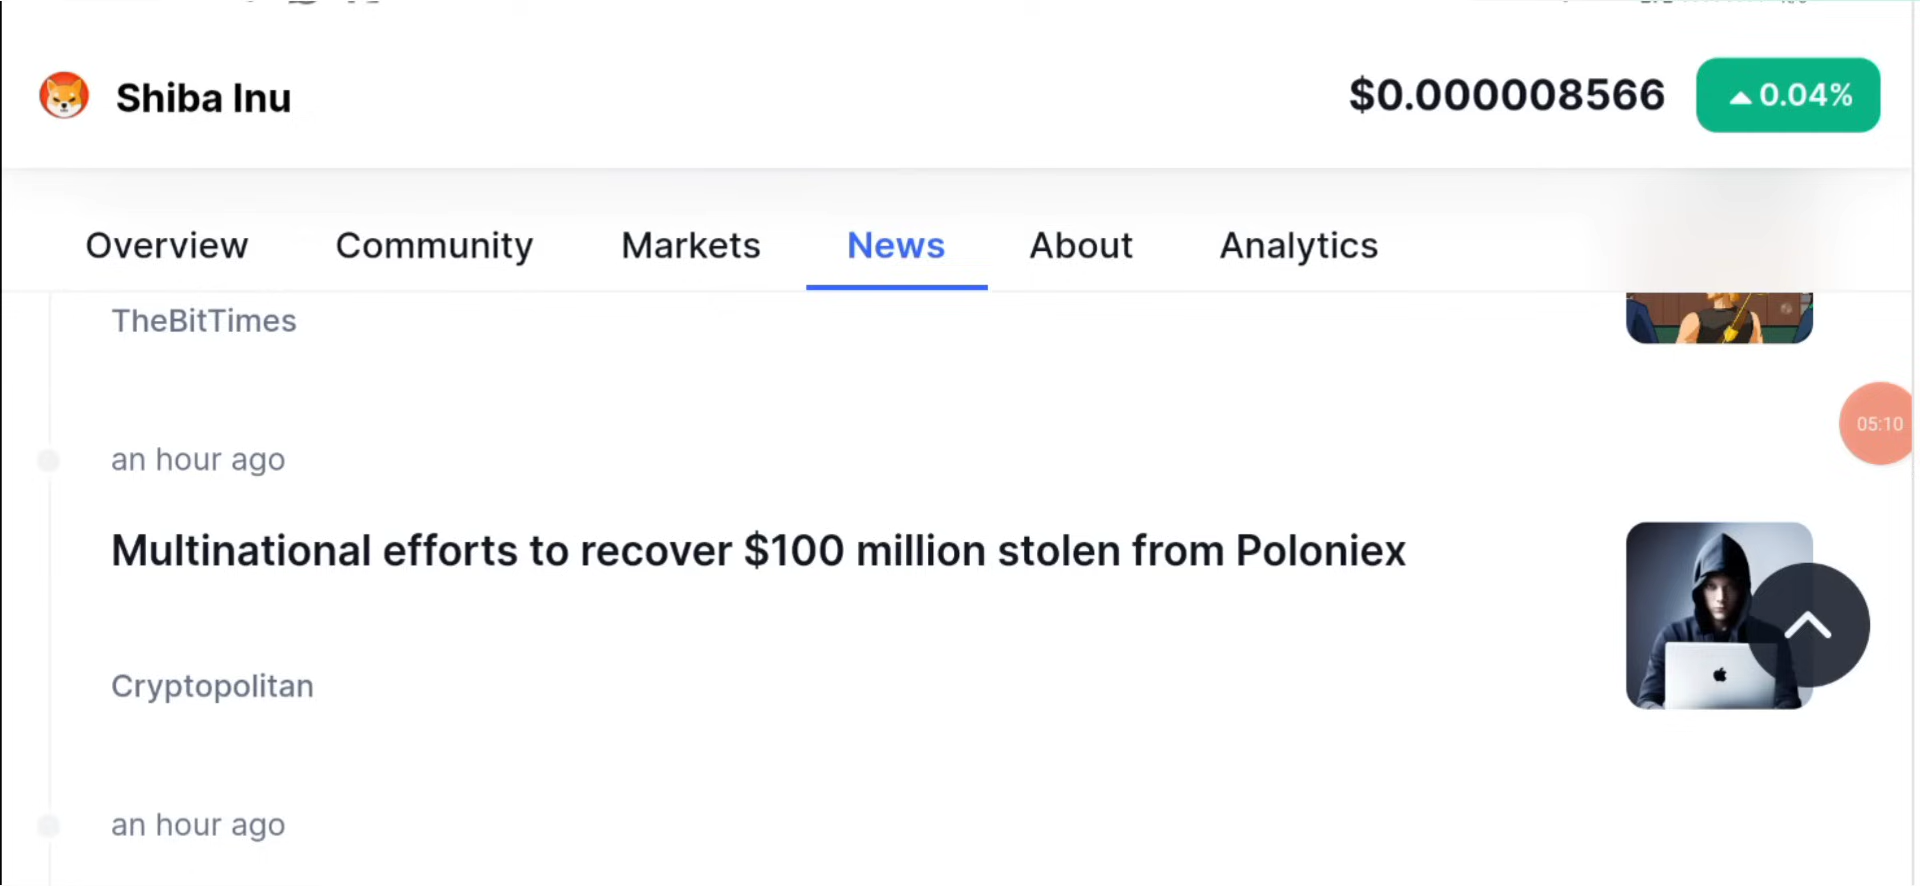 Shiba Inu
$0.000008566
0.04%
Overview Community Markets News About Analytics
TheBitTimes
an hour ago
05:10
Multinational efforts to recover $100 million stolen from Poloniex
Cryptopolitan
an hour ago